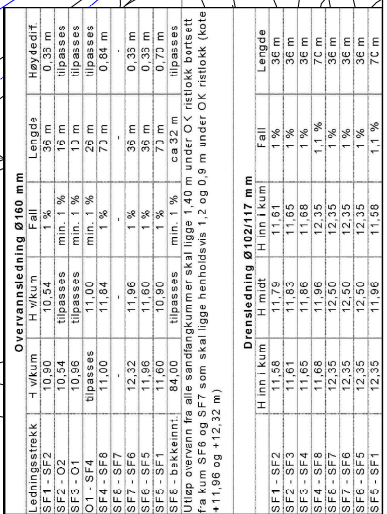 Overvannsledning Ø160 mm
Ledningsstrekk H v/kum H v/kum Fall Lengde Høydedif.
SF1 - SF2 10,90 10,54 1 % 36 m 0,36 m
SF2 - O2 10,54 tilpasses min. 1 % 16 m tilpasses
SF3 - O1 10,96 tilpasses min. 1 % 10 m tilpasses
O1 - SF4 tilpasses 11,00 min. 1 % 26 m tilpasses
SF4 - SF8 11,00 11,84 1 % 70 m 0,84 m
SF8 - SF7 - - - - -
SF7 - SF6 12,32 11,96 1 % 36 m 0,36 m
SF6 - SF5 11,96 11,60 1 % 36 m 0,36 m
SF5 - SF1 11,60 10,90 1 % 70 m 0,70 m
SF8 - bekkeinnt. 84,00 tilpasses min. 1 % ca 32 m tilpasses
Utløp overvann fra alle sandfangkummer skal ligge 1,40 m under OK ristlokk bortsett
fra kum SF6 og SF7 som skal ligge henholdsvis 1,2 og 0,9 m under OK ristlokk (kote
+11,96 og +12,32 m)
Drensledning Ø102/117 mm
H inn i kum H midt H inn i kum Fall Lengde
SF1 - SF2 11,58 11,79 11,61 1 % 36 m
SF2 - SF3 11,61 11,83 11,65 1 % 36 m
SF3 - SF4 11,65 11,86 11,68 1 % 36 m
SF4 - SF8 11,68 11,96 12,35 1,1 % 70 m
SF8 - SF7 12,35 12,50 12,35 1 % 36 m
SF7 - SF6 12,35 12,50 12,35 1 % 36 m
SF6 - SF5 12,35 12,50 12,35 1 % 36 m
SF5 - SF1 12,35 11,96 11,58 1,1 % 70 m